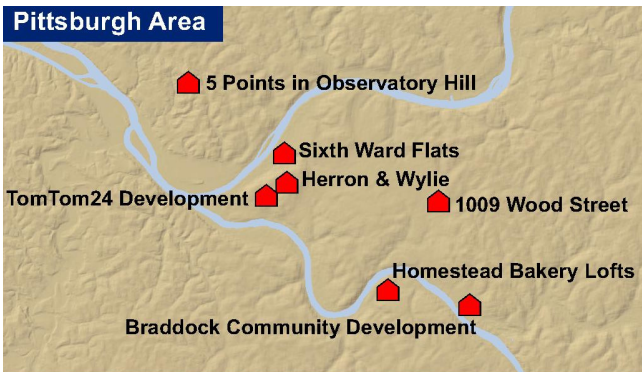 Pittsburgh Area
5 Points in Observatory Hill
Sixth Ward Flats
Herron & Wylie
TomTom24 Development
1009 Wood Street
Homestead Bakery Lofts
Braddock Community Development